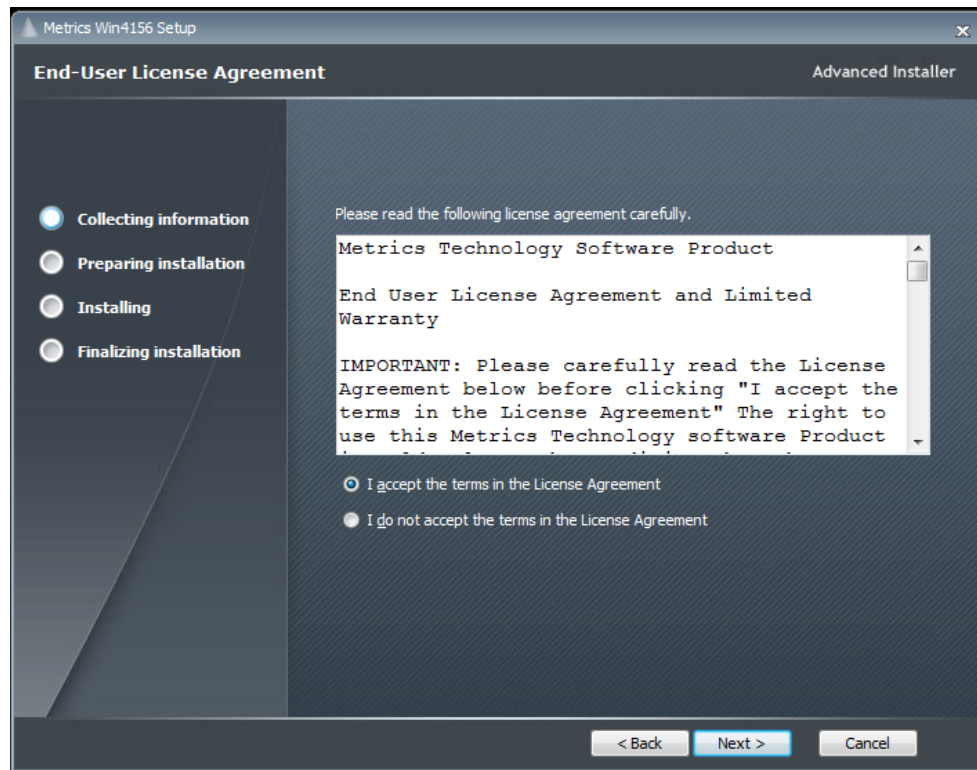 Metrics Win4156 Setup
End-User License Agreement
Advanced Installer
Collecting information
Preparing installation
Installing
Finalizing installation
Please read the following license agreement carefully.
Metrics Technology Software Product
End User License Agreement and Limited
Warranty
IMPORTANT: Please carefully read the License
Agreement below before clicking "I accept the
terms in the License Agreement" The right to
use this Metrics Technology software Product
I accept the terms in the License Agreement
I do not accept the terms in the License Agreement
< Back
Next >
Cancel